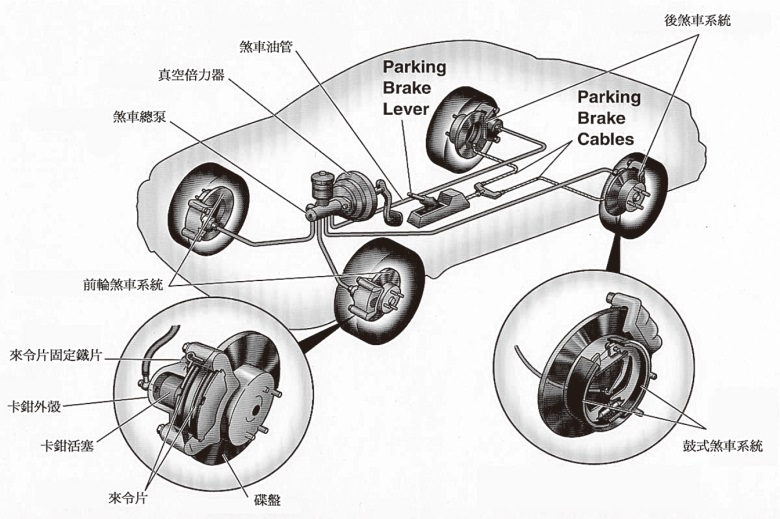 後煞車系統
煞車油管
真空倍力器
煞車總泵
Parking
Brake
Lever
Parking
Brake
Cables
前輪煞車系統
來令片固定鐵片
卡鉗外殼
卡鉗活塞
來令片
碟盤
鼓式煞車系統